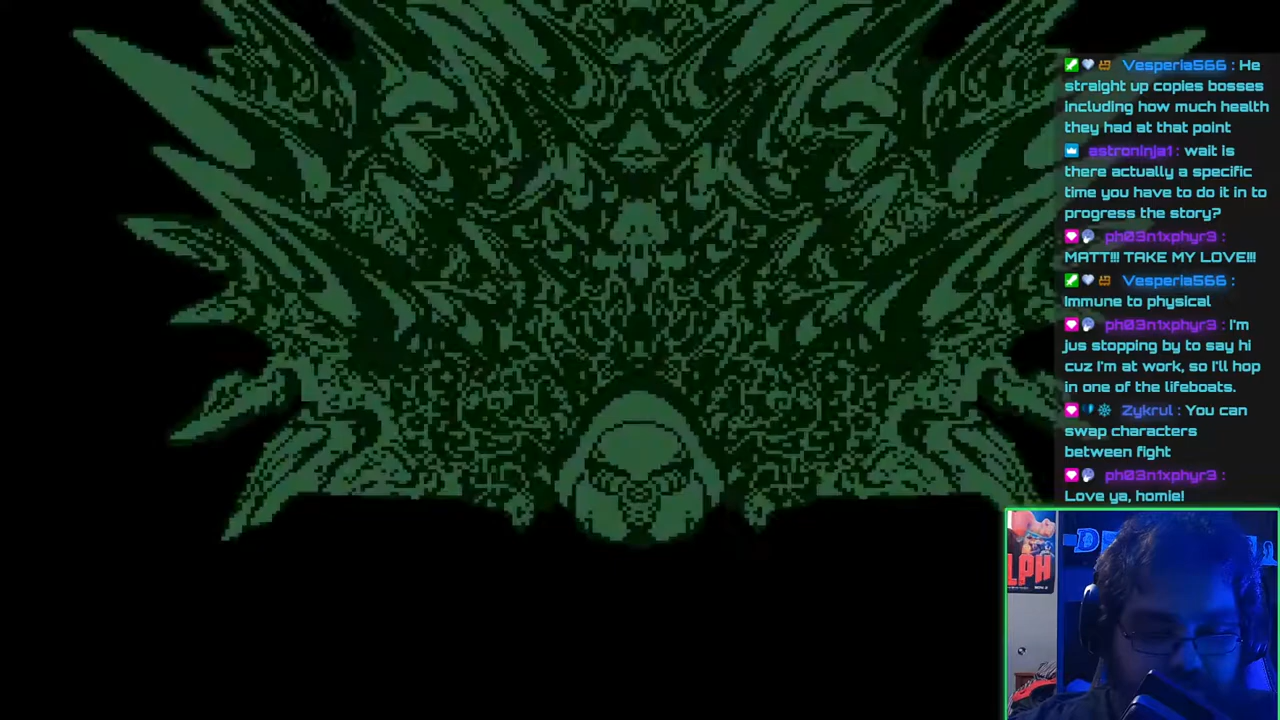 Vesperia566 : He
straight up copies bosses
including how much health
they had at that point
astroninja1 : wait is
there actually a specific
time you have to do it in to
progress the story?
ph03n1xphyr3 :
MATT!!! TAKE MY LOVE!!!
Vesperia566 :
Immune to physical
ph03n1xphyr3 : I'm
jus stopping by to say hi
cuz I'm at work, so I'll hop
in one of the lifeboats.
Zykrul : You can
swap characters
between fight
ph03n1xphyr3 :
Love ya, homie!
LPH